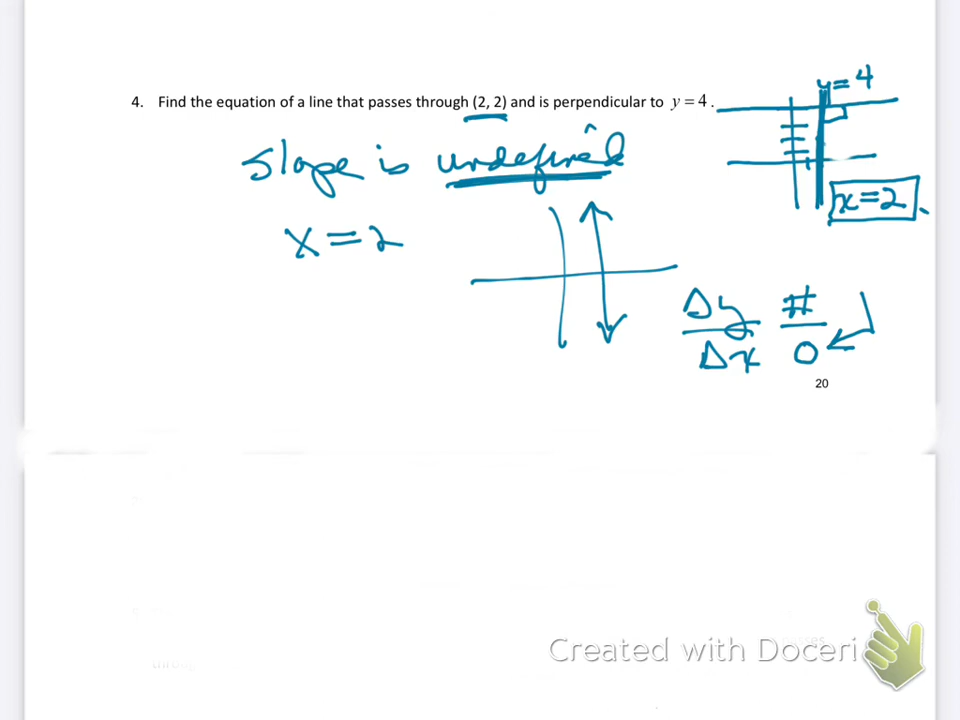 4. Find the equation of a line that passes through (2, 2) and is perpendicular to y = 4 .
y = 4
slope is undefined
x = 2
x = 2
Δy # 
Δx 0
20
Created with Doceri